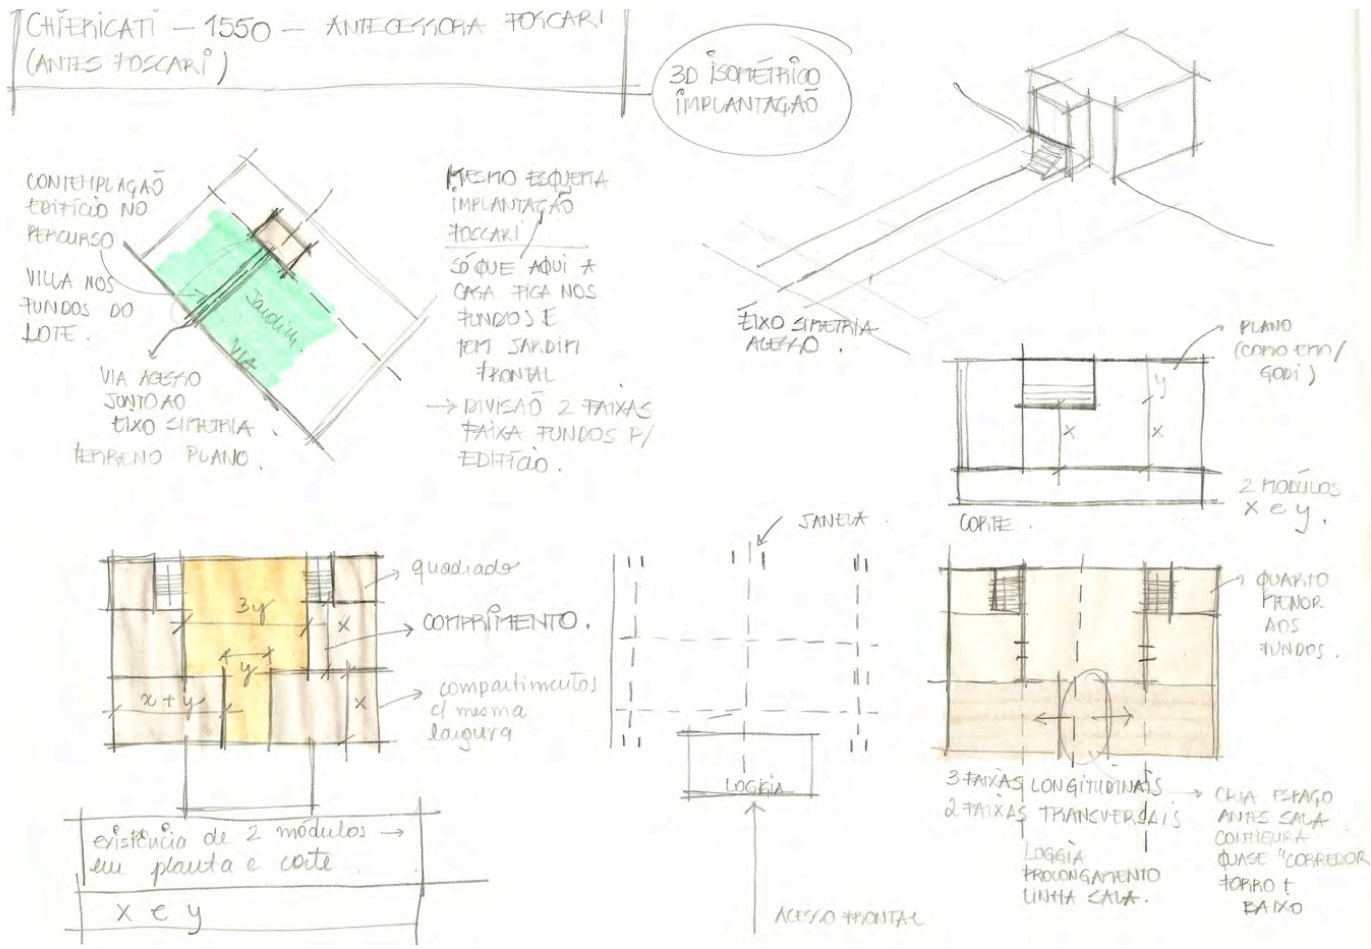 CHIERICATI — 1550 — ANTECESSORA FOSCARI
(ANTES FOSCARI)
3D ISOMÉTRICO
IMPLANTAÇÃO
CONTEMPLAÇÃO
EDIFÍCIO NO
PERCURSO
VILLA NOS
FUNDOS DO
LOTE.
Jardim.
VIA
VIA ACESSO
JUNTO AO
EIXO SIMETRIA.
TERRENO PLANO.
MESMO ESQUEMA
IMPLANTAÇÃO
FOSCARI
SÓ QUE AQUI A
CASA FICA NOS
FUNDOS E
TEM JARDIM
FRONTAL
→ DIVISÃO 2 FAIXAS
FAIXA FUNDOS P/
EDIFÍCIO.
EIXO SIMETRIA
ACESSO.
PLANO
(COMO EM/
GODI)
y
x
x
2 MÓDULOS
x e y.
CORTE.
quadrado
3y
x
COMPRIMENTO.
y
x + y
x
compartimentos
c/ mesma
largura
existência de 2 módulos →
em planta e corte
x e y
JANELA.
LOGGIA
ACESSO FRONTAL
QUARTO
MENOR
AOS
FUNDOS.
3 FAIXAS LONGITUDINAIS
2 FAIXAS TRANSVERSAIS
LOGGIA
PROLONGAMENTO
LINHA SALA.
CRIA ESPAÇO
ANTES SALA
CONFIGURA
QUASE "CORREDOR
FORRO +
BAIXO